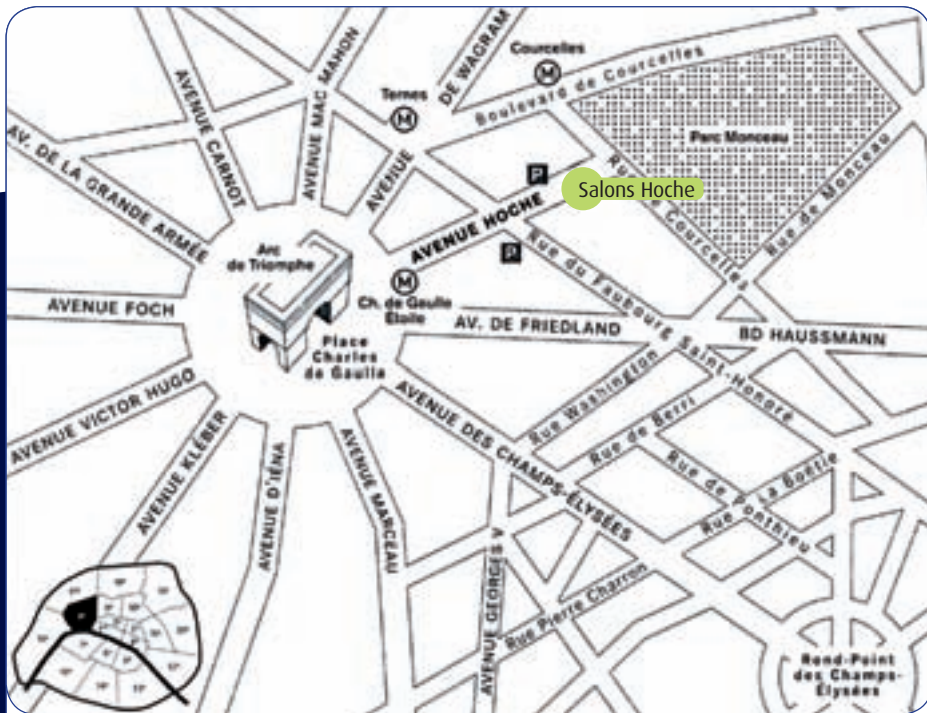 Courcelles
M
Ternes
M
AVENUE
DE WAGRAM
Boulevard de Courcelles
AVENUE MAC MAHON
AVENUE CARNOT
AV. DE LA GRANDE ARMÉE
Parc Monceau
P
Salons Hoche
AVENUE HOCHE
Rue de Courcelles
Rue de Monceau
P
Arc
de Triomphe
M
Ch. de Gaulle
Étoile
AVENUE FOCH
Place
Charles
de Gaulle
AV. DE FRIEDLAND
BD HAUSSMANN
Rue du Faubourg Saint-Honoré
AVENUE VICTOR HUGO
AVENUE KLÉBER
AVENUE D'IÉNA
AVENUE MARCEAU
AVENUE DES CHAMPS-ÉLYSÉES
Rue Washington
Rue de Berri
Rue de Ponthieu
Rue La Boëtie
AVENUE GEORGES V
Rue Pierre Charron
Rond-Point
des Champs-
Élysées